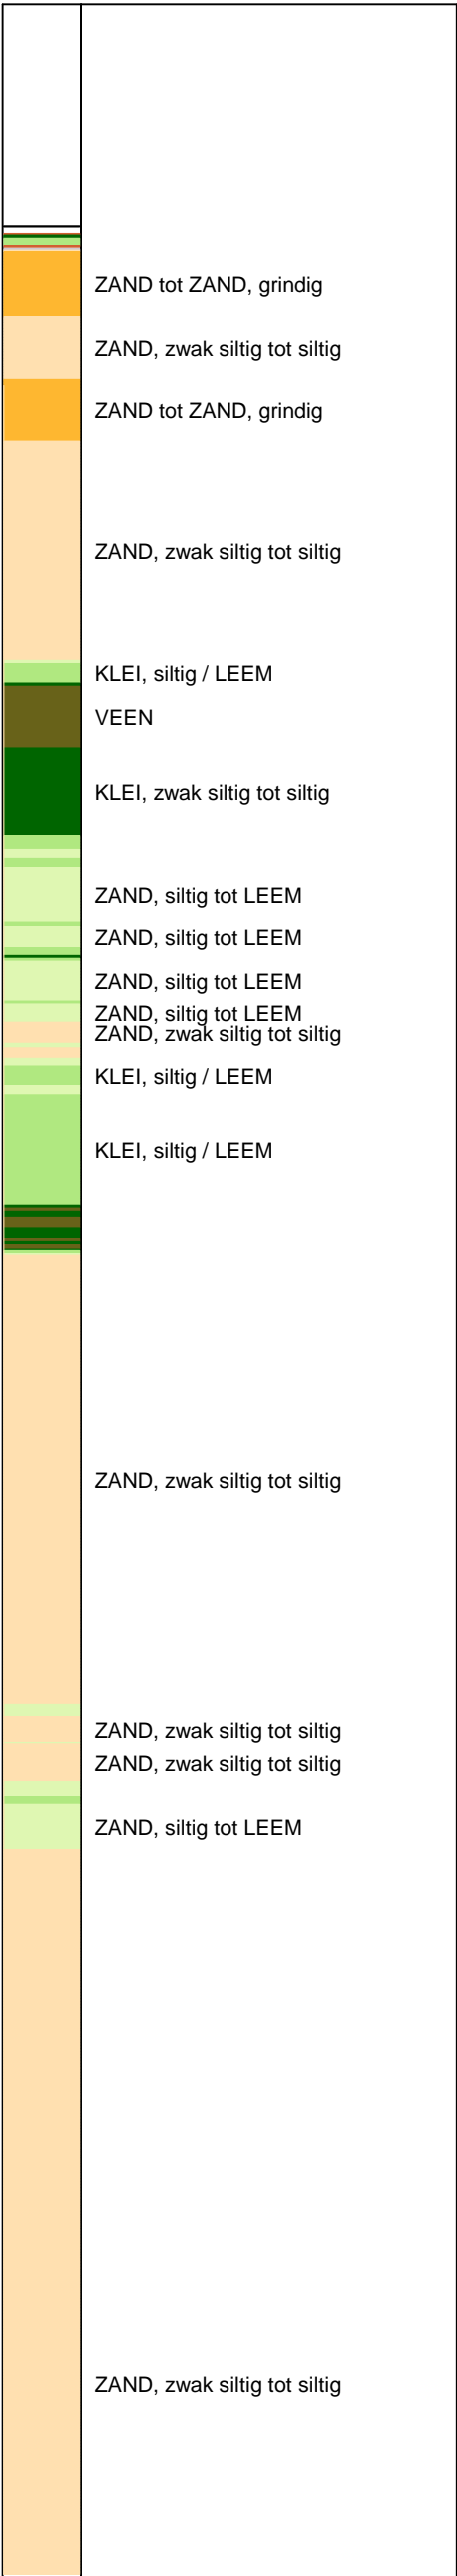 ZAND tot ZAND, grindig
ZAND, zwak siltig tot siltig
ZAND tot ZAND, grindig
ZAND, zwak siltig tot siltig
KLEI, siltig / LEEM
VEEN
KLEI, zwak siltig tot siltig
ZAND, siltig tot LEEM
ZAND, siltig tot LEEM
ZAND, siltig tot LEEM
ZAND, siltig tot LEEM
ZAND, zwak siltig tot siltig
KLEI, siltig / LEEM
KLEI, siltig / LEEM
ZAND, zwak siltig tot siltig
ZAND, zwak siltig tot siltig
ZAND, zwak siltig tot siltig
ZAND, siltig tot LEEM
ZAND, zwak siltig tot siltig